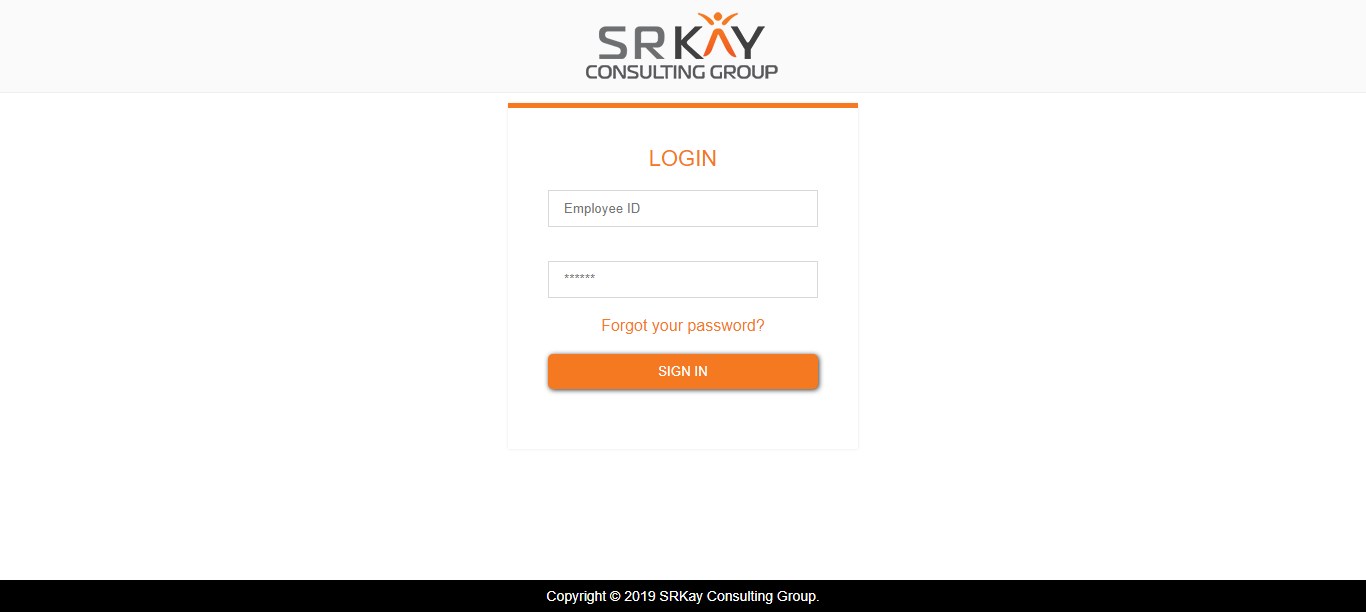 SRKAY
CONSULTING GROUP
LOGIN
Employee ID
******
Forgot your password?
SIGN IN
Copyright © 2019 SRKay Consulting Group.